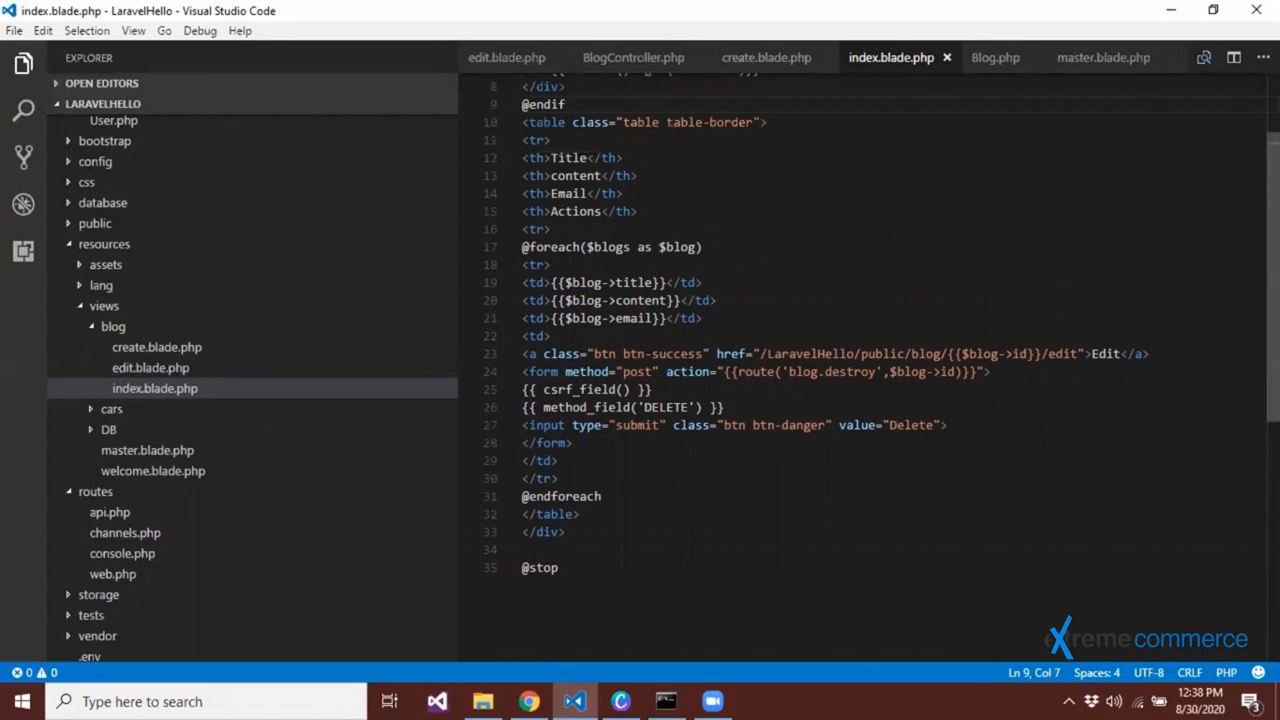 index.blade.php - LaravelHello - Visual Studio Code
File Edit Selection View Go Debug Help
EXPLORER
OPEN EDITORS
LARAVELHELLO
User.php
bootstrap
config
css
database
public
resources
assets
lang
views
blog
create.blade.php
edit.blade.php
index.blade.php
cars
DB
master.blade.php
welcome.blade.php
routes
api.php
channels.php
console.php
web.php
storage
tests
vendor
.env
edit.blade.php BlogController.php create.blade.php index.blade.php Blog.php master.blade.php
8 </div>
9 @endif
10 <table class="table table-border">
11 <tr>
12 <th>Title</th>
13 <th>content</th>
14 <th>Email</th>
15 <th>Actions</th>
16 <tr>
17 @foreach($blogs as $blog)
18 <tr>
19 <td>{{$blog->title}}</td>
20 <td>{{$blog->content}}</td>
21 <td>{{$blog->email}}</td>
22 <td>
23 <a class="btn btn-success" href="/LaravelHello/public/blog/{{$blog->id}}/edit">Edit</a>
24 <form method="post" action="{{route('blog.destroy',$blog->id)}}">
25 {{ csrf_field() }}
26 {{ method_field('DELETE') }}
27 <input type="submit" class="btn btn-danger" value="Delete">
28 </form>
29 </td>
30 </tr>
31 @endforeach
32 </table>
33 </div>
34
35 @stop
extreme commerce
0 0 Ln 9, Col 7 Spaces: 4 UTF-8 CRLF PHP
Type here to search
12:38 PM
8/30/2020
3